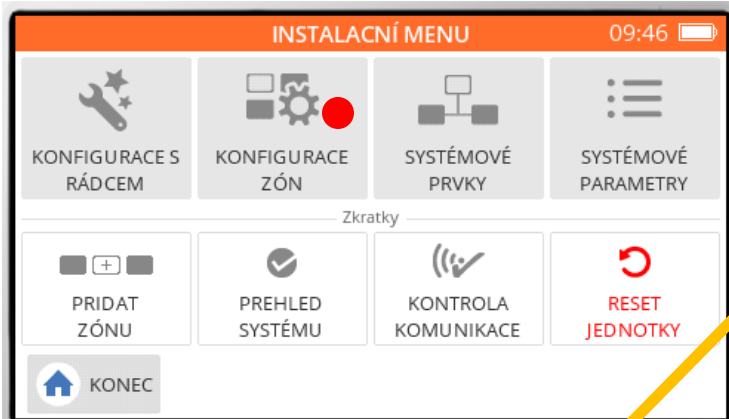 INSTALACNÍ MENU 09:46
KONFIGURACE S
RÁDCEM
KONFIGURACE
ZÓN
SYSTÉMOVÉ
PRVKY
SYSTÉMOVÉ
PARAMETRY
Zkratky
PRIDAT
ZÓNU
PREHLED
SYSTÉMU
KONTROLA
KOMUNIKACE
RESET
JEDNOTKY
KONEC